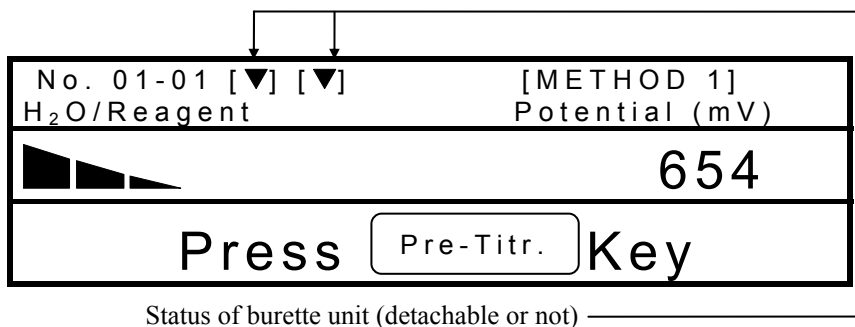 No. 01-01 [▼] [▼] [METHOD 1]
H₂O/Reagent Potential (mV)
654
Press Pre-Titr. Key
Status of burette unit (detachable or not)